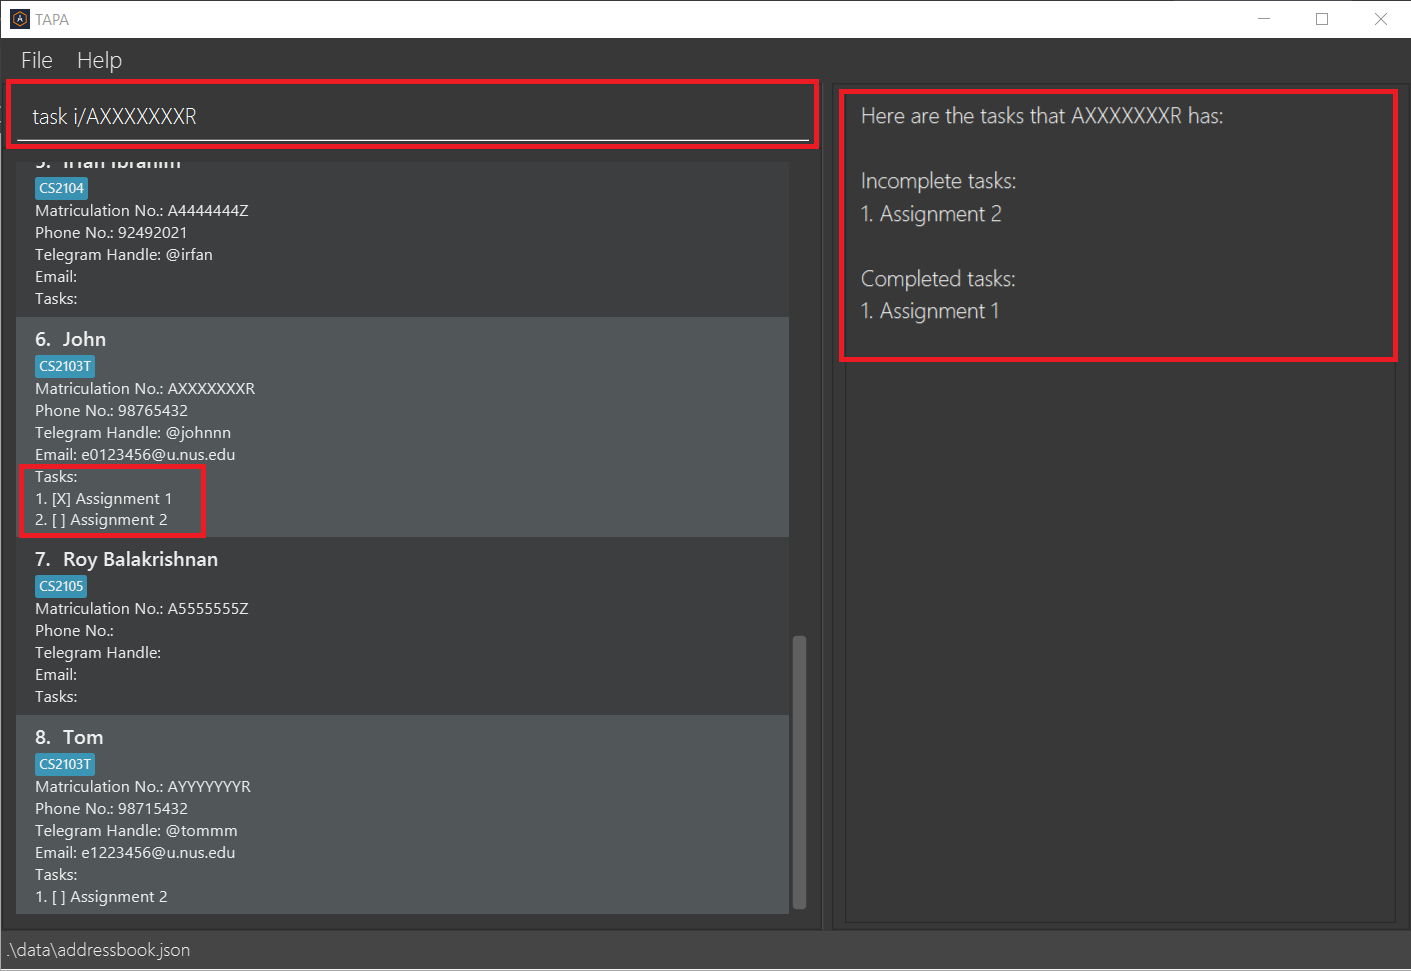 TAPA
File Help
task i/AXXXXXXXR
5. Irfan Ibrahim
CS2104
Matriculation No.: A4444444Z
Phone No.: 92492021
Telegram Handle: @irfan
Email:
Tasks:
6. John
CS2103T
Matriculation No.: AXXXXXXXR
Phone No.: 98765432
Telegram Handle: @johnnn
Email: e0123456@u.nus.edu
Tasks:
1. [X] Assignment 1
2. [ ] Assignment 2
7. Roy Balakrishnan
CS2105
Matriculation No.: A5555555Z
Phone No.:
Telegram Handle:
Email:
Tasks:
8. Tom
CS2103T
Matriculation No.: AYYYYYYYR
Phone No.: 98715432
Telegram Handle: @tommm
Email: e1223456@u.nus.edu
Tasks:
1. [ ] Assignment 2
Here are the tasks that AXXXXXXXR has:
Incomplete tasks:
1. Assignment 2
Completed tasks:
1. Assignment 1
.\data\addressbook.json